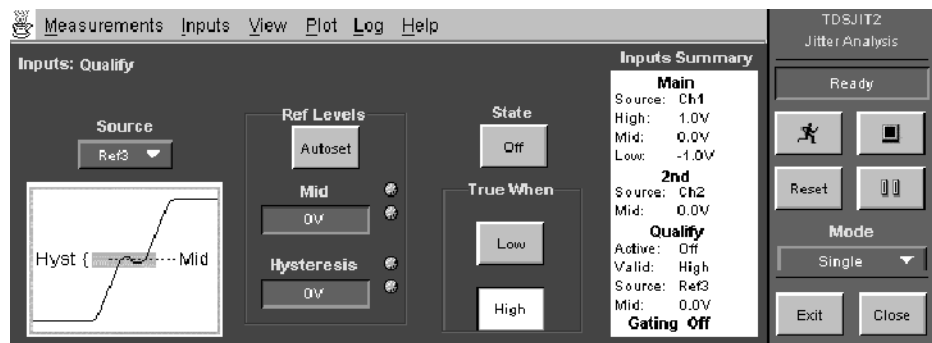 Measurements Inputs View Plot Log Help
Inputs: Qualify
Source
Ref3
Hyst {
Mid
Ref Levels
Autoset
Mid
0V
Hysteresis
0V
State
Off
True When
Low
High
Inputs Summary
Main
Source: Ch1
High: 1.0V
Mid: 0.0V
Low: -1.0V
2nd
Source: Ch2
Mid: 0.0V
Qualify
Active: Off
Valid: High
Source: Ref3
Mid: 0.0V
Gating Off
TDSJIT2
Jitter Analysis
Ready
Reset
Mode
Single
Exit
Close